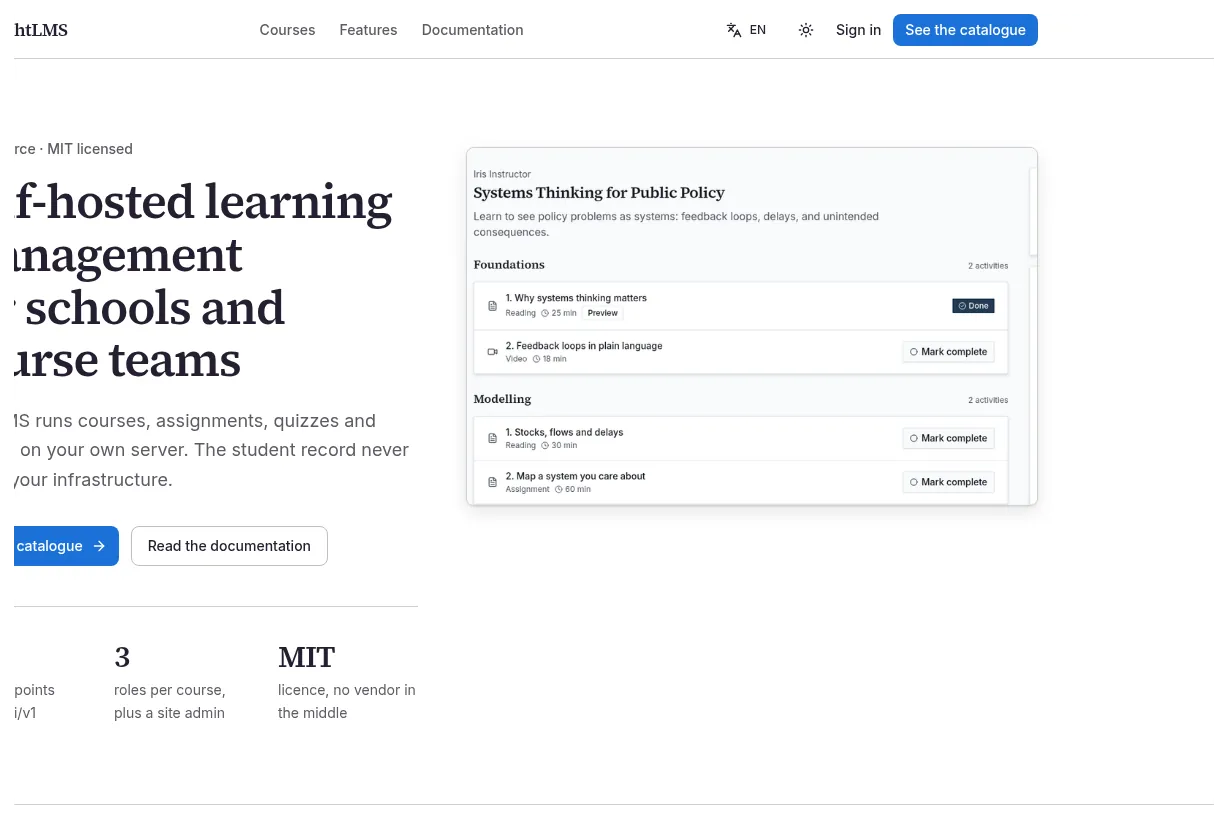 htLMS
Courses Features Documentation
EN
Sign in
See the catalogue
rce · MIT licensed
f-hosted learning
anagement
schools and
urse teams
MS runs courses, assignments, quizzes and
on your own server. The student record never
your infrastructure.
catalogue →
Read the documentation
3
MIT
points
i/v1
roles per course,
plus a site admin
licence, no vendor in
the middle
Iris Instructor
Systems Thinking for Public Policy
Learn to see policy problems as systems: feedback loops, delays, and unintended
consequences.
Foundations 2 activities
1. Why systems thinking matters
Reading 25 min Preview
Done
2. Feedback loops in plain language
Video 18 min
Mark complete
Modelling 2 activities
1. Stocks, flows and delays
Reading 30 min
Mark complete
2. Map a system you care about
Assignment 60 min
Mark complete